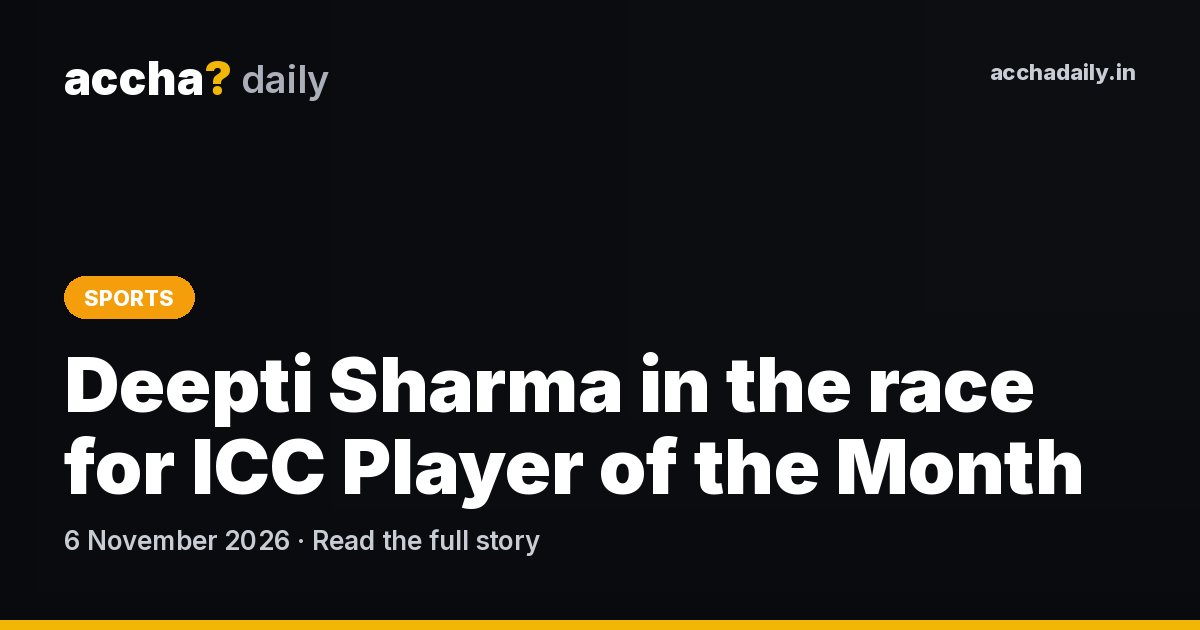 accha? daily
acchadaily.in
SPORTS
Deepti Sharma in the race
for ICC Player of the Month
6 November 2026 · Read the full story